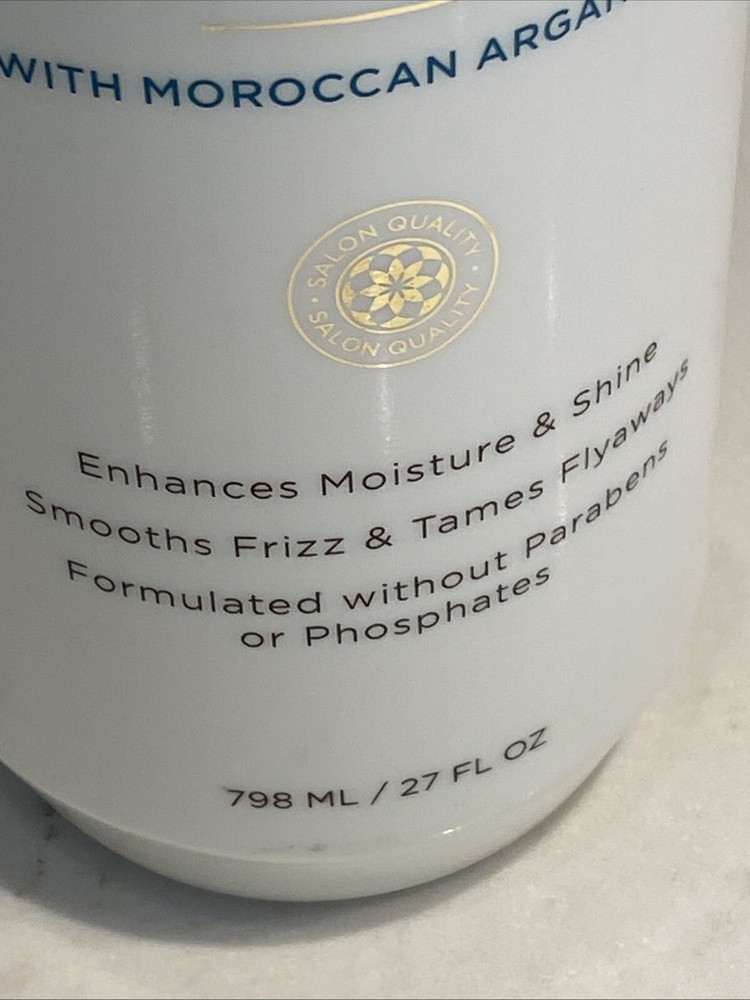 WITH MOROCCAN ARGAN
SALON QUALITY
SALON QUALITY
Enhances Moisture & Shine
Smooths Frizz & Tames Flyaways
Formulated without Parabens
or Phosphates
798 ML / 27 FL OZ